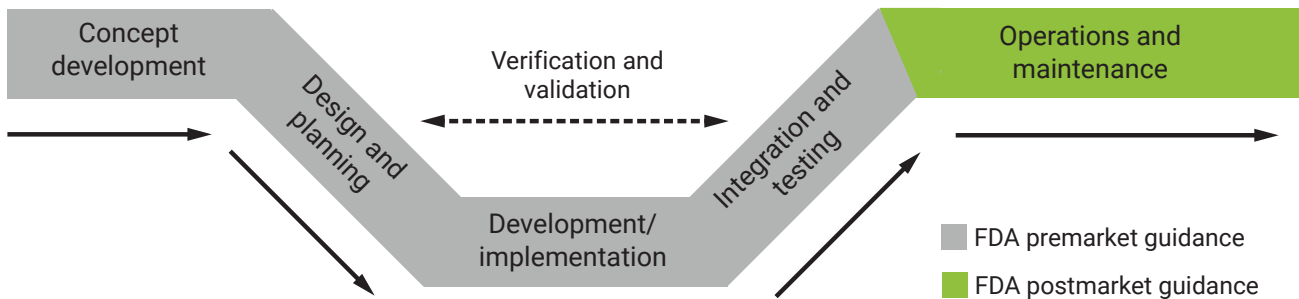 Concept
development
Design and
planning
Verification and
validation
Development/
implementation
Integration and
testing
Operations and
maintenance
FDA premarket guidance
FDA postmarket guidance